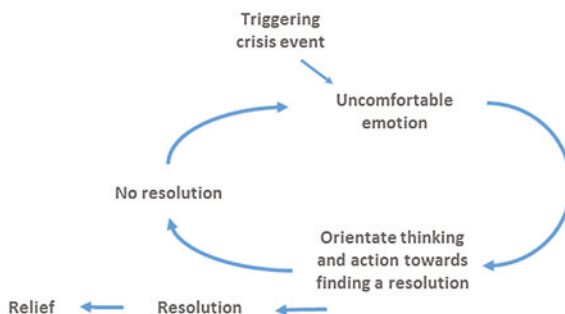 Triggering
crisis event
Uncomfortable
emotion
No resolution
Orientate thinking
and action towards
finding a resolution
Relief
Resolution